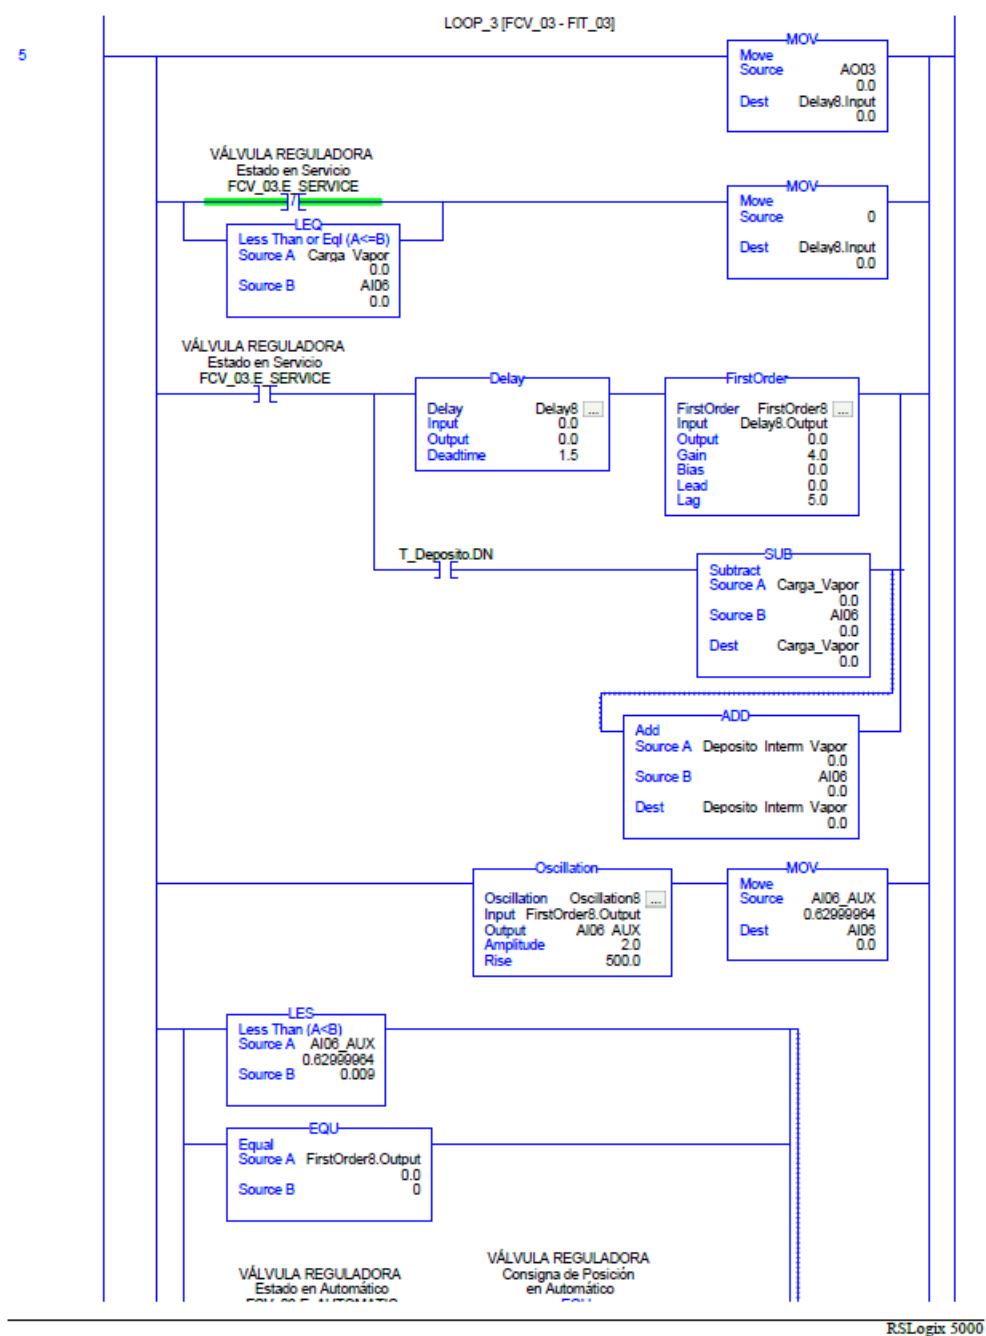 LOOP_3 [FCV_03 - FIT_03]
5
MOV
Move
Source AO03
0.0
Dest Delay8.Input
0.0
VÁLVULA REGULADORA
Estado en Servicio
FCV_03.E_SERVICE
/
LEQ
Less Than or Eql (A<=B)
Source A Carga_Vapor
0.0
Source B AI06
0.0
MOV
Move
Source 0
Dest Delay8.Input
0.0
VÁLVULA REGULADORA
Estado en Servicio
FCV_03.E_SERVICE
Delay
Delay Delay8 ...
Input 0.0
Output 0.0
Deadtime 1.5
FirstOrder
FirstOrder FirstOrder8 ...
Input Delay8.Output
Output 0.0
Gain 4.0
Bias 0.0
Lead 0.0
Lag 5.0
T_Deposito.DN
SUB
Subtract
Source A Carga_Vapor
0.0
Source B AI06
0.0
Dest Carga_Vapor
0.0
ADD
Add
Source A Deposito_Interm_Vapor
0.0
Source B AI06
0.0
Dest Deposito_Interm_Vapor
0.0
Oscillation
Oscillation Oscillation8 ...
Input FirstOrder8.Output
Output AI06_AUX
Amplitude 2.0
Rise 500.0
MOV
Move
Source AI06_AUX
0.62999964
Dest AI06
0.0
LES
Less Than (A<B)
Source A AI06_AUX
0.62999964
Source B 0.009
EQU
Equal
Source A FirstOrder8.Output
0.0
Source B 0
VÁLVULA REGULADORA
Estado en Automático
VÁLVULA REGULADORA
Consigna de Posición
en Automático
RSLogix 5000